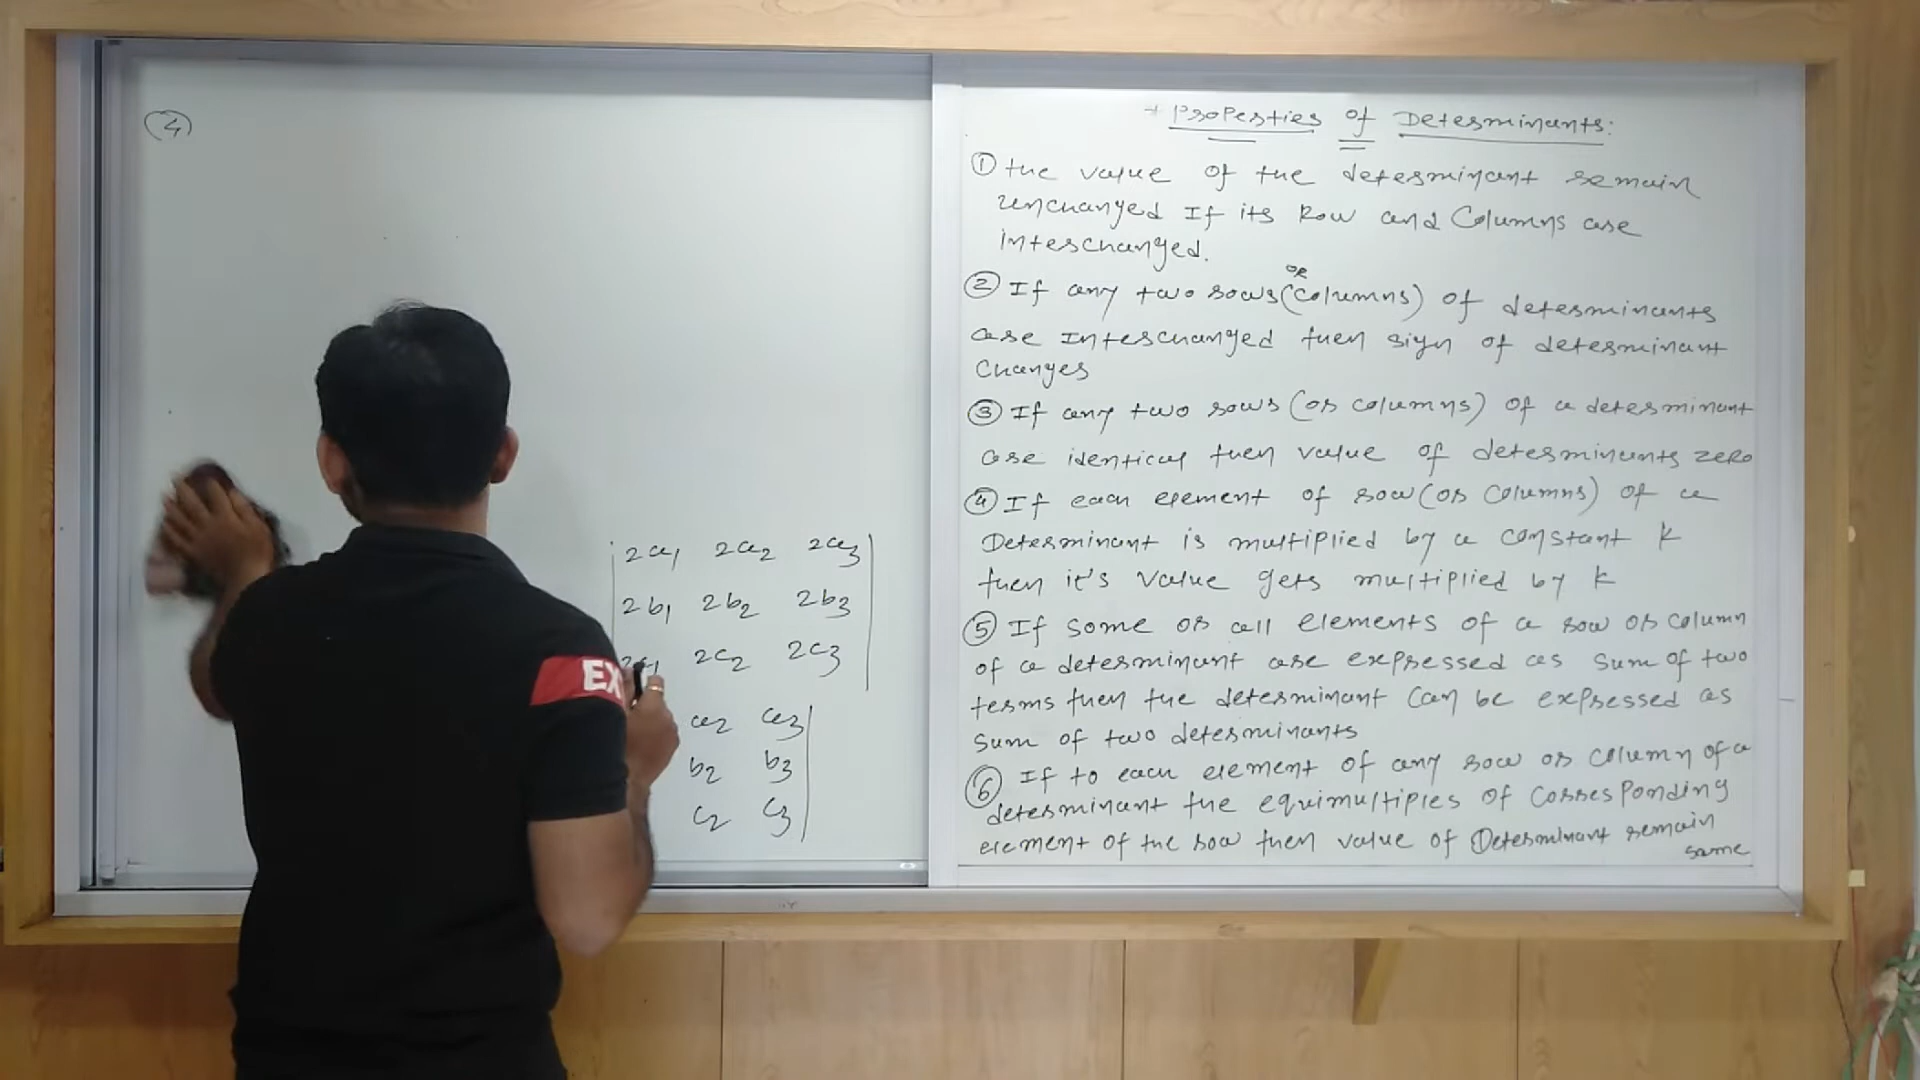 4
2a1 2a2 2a3
2b1 2b2 2b3
2c1 2c2 2c3
a2 a3
b2 b3
c2 c3
EX
Properties of Determinants:
① the value of the determinant remain
unchanged If its Row and Columns are
interchanged.
② If any two rows (or columns) of determinants
are Interchanged then sign of determinant
changes
③ If any two rows (or columns) of a determinant
are identical then value of determinants zero
④ If each element of row (or columns) of a
Determinant is multiplied by a constant k
then it's value gets multiplied by k
⑤ If some or all elements of a row or column
of a determinant are expressed as sum of two
terms then the determinant can be expressed as
sum of two determinants
⑥ If to each element of any row or column of a
determinant the equimultiples of corresponding
element of the row then value of Determinant remain
same